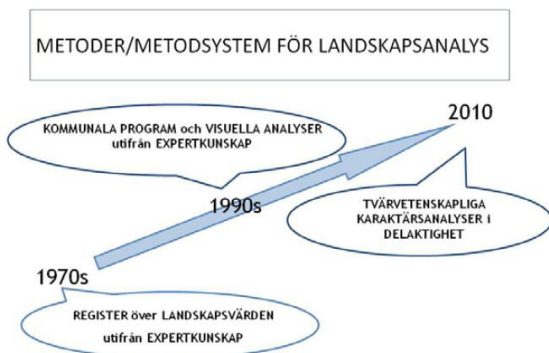 METODER/METODSYSTEM FÖR LANDSKAPSANALYS
2010
KOMMUNALA PROGRAM och VISUELLA ANALYSER
utifrån EXPERTKUNSKAP
1990s
TVÄRVETENSKAPLIGA
KARAKTÄRSANALYSER i
DELAKTIGHET
1970s
REGISTER över LANDSKAPSVÄRDEN
utifrån EXPERTKUNSKAP